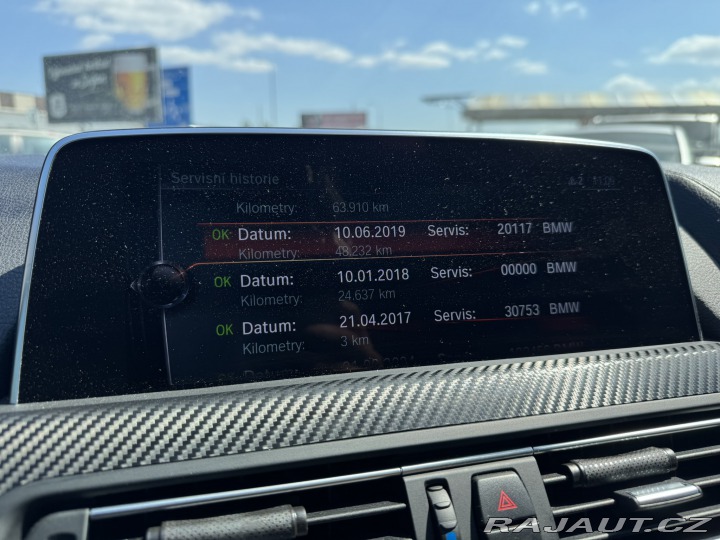 Servisní historie
Kilometry: 63.910 km
OK Datum: 10.06.2019 Servis: 20117 BMW
Kilometry: 48.232 km
OK Datum: 10.01.2018 Servis: 00000 BMW
Kilometry: 24.637 km
OK Datum: 21.04.2017 Servis: 30753 BMW
Kilometry: 3 km
OK Datum:
RAJAUT.CZ